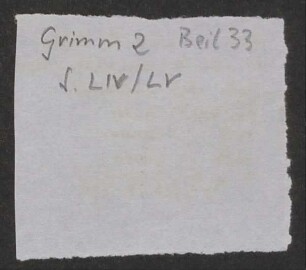 Grimm 2 Beil 33
S. LIV/LV